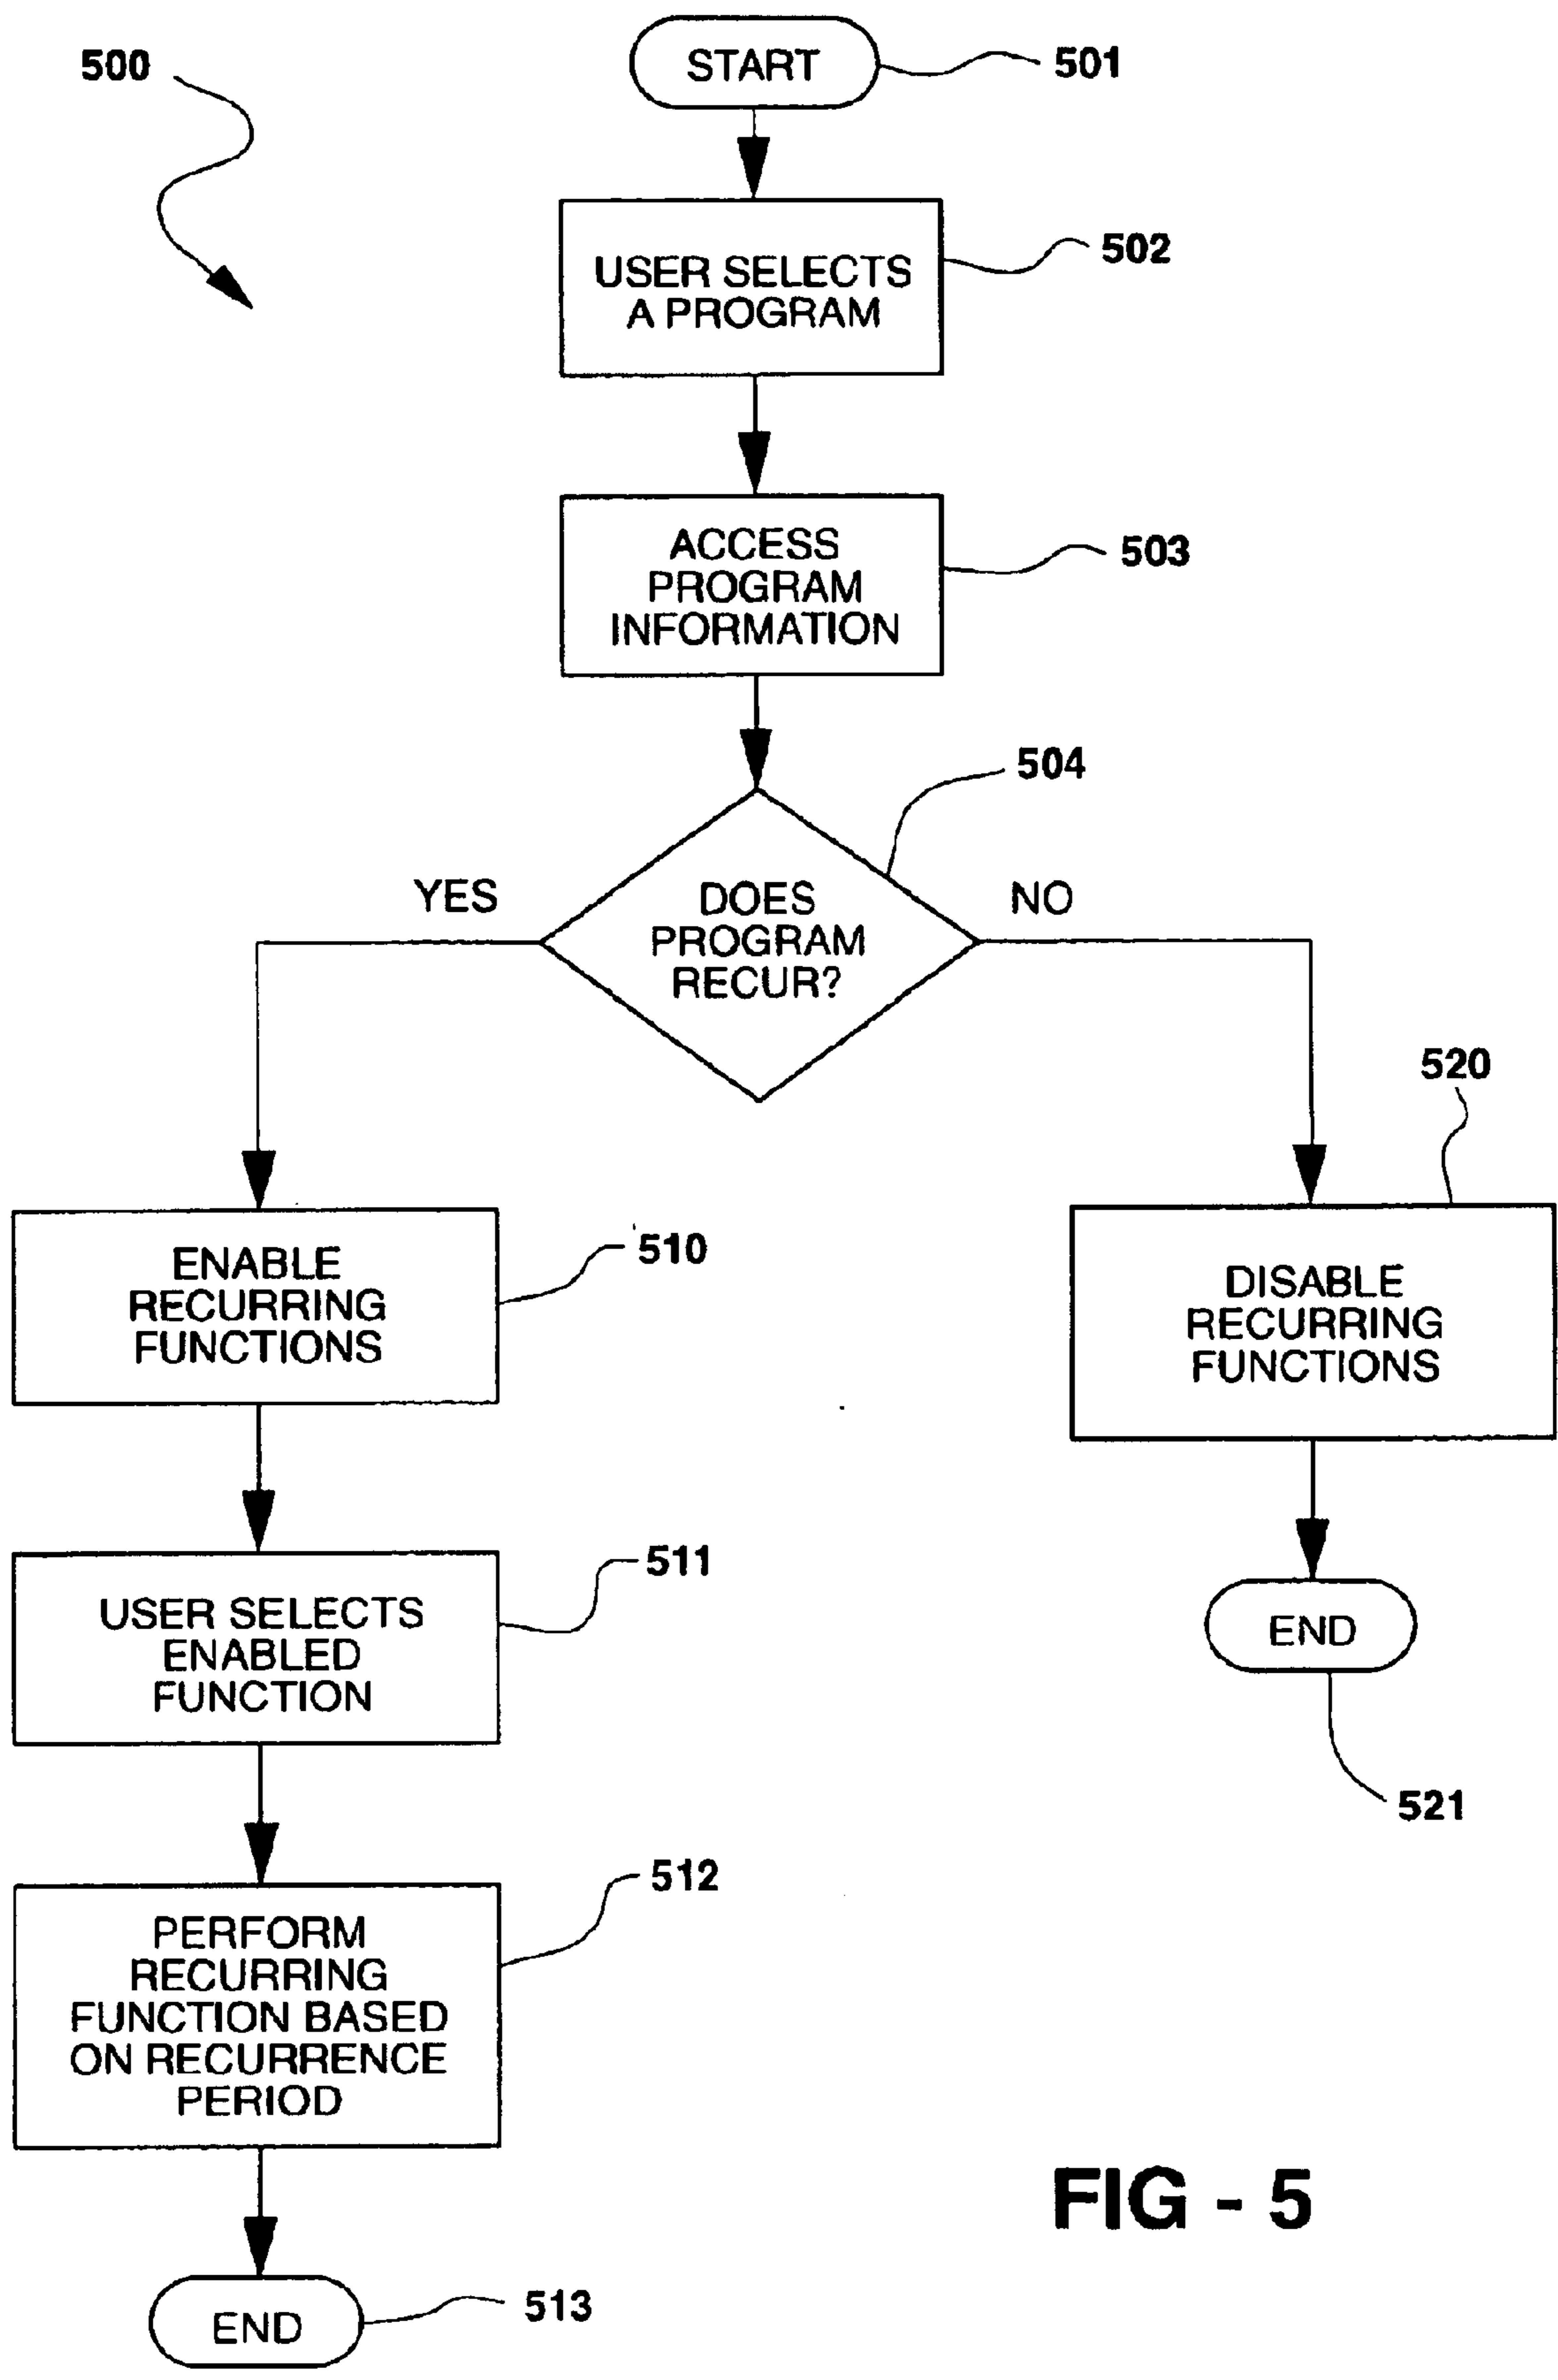 500
START
501
USER SELECTS
A PROGRAM
502
ACCESS
PROGRAM
INFORMATION
503
504
YES
DOES
PROGRAM
RECUR?
NO
520
ENABLE
RECURRING
FUNCTIONS
510
DISABLE
RECURRING
FUNCTIONS
USER SELECTS
ENABLED
FUNCTION
511
END
521
PERFORM
RECURRING
FUNCTION BASED
ON RECURRENCE
PERIOD
512
END
513
FIG - 5